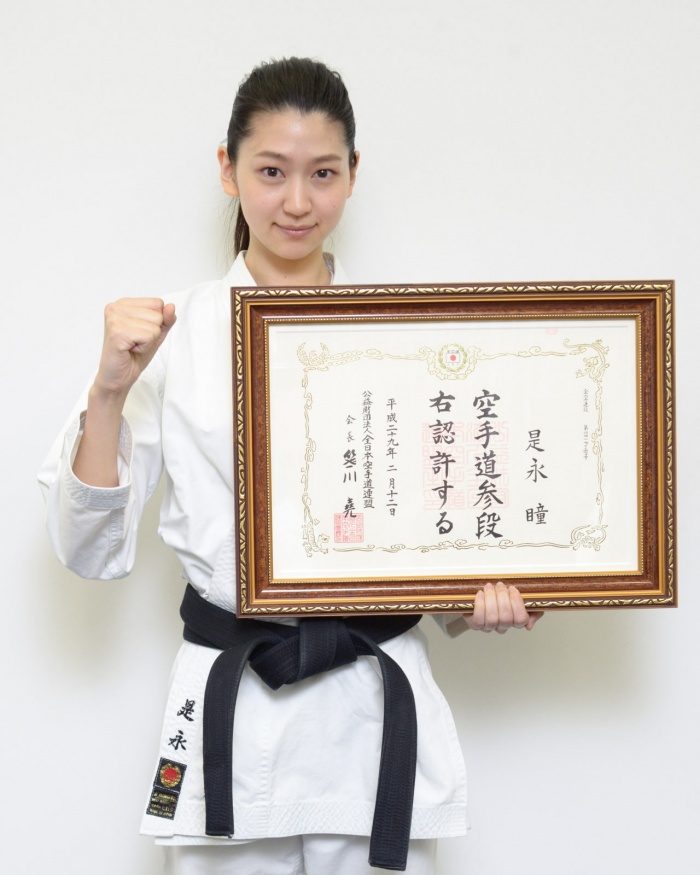 是永　瞳
空手道参段
右認許する
平成二十九年二月十二日
公益財団法人全日本空手道連盟
会長　笹川　堯
是永